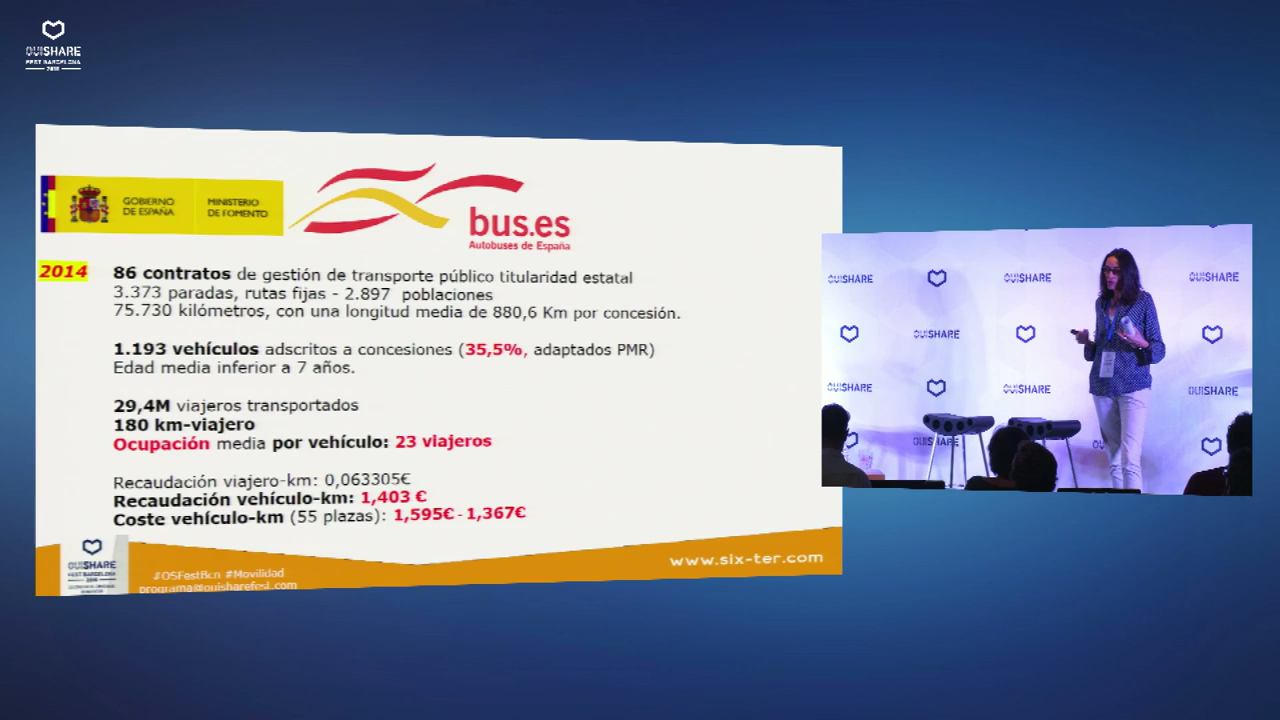 OUISHARE
FEST BARCELONA
2016
GOBIERNO
DE ESPAÑA
MINISTERIO
DE FOMENTO
bus.es
Autobuses de España
2014
86 contratos de gestión de transporte público titularidad estatal
3.373 paradas, rutas fijas - 2.897 poblaciones
75.730 kilómetros, con una longitud media de 880,6 Km por concesión.
1.193 vehículos adscritos a concesiones (35,5%, adaptados PMR)
Edad media inferior a 7 años.
29,4M viajeros transportados
180 km-viajero
Ocupación media por vehículo: 23 viajeros
Recaudación viajero-km: 0,063305€
Recaudación vehículo-km: 1,403 €
Coste vehículo-km (55 plazas): 1,595€ - 1,367€
OUISHARE
FEST BARCELONA
#OSFestBcn #Movilidad
programa@ouisharefest.com
www.six-ter.com
OUISHARE
OUISHARE
OUISHARE
OUISHARE
OUISHARE
OUISHARE
OUISHARE
OUISHARE